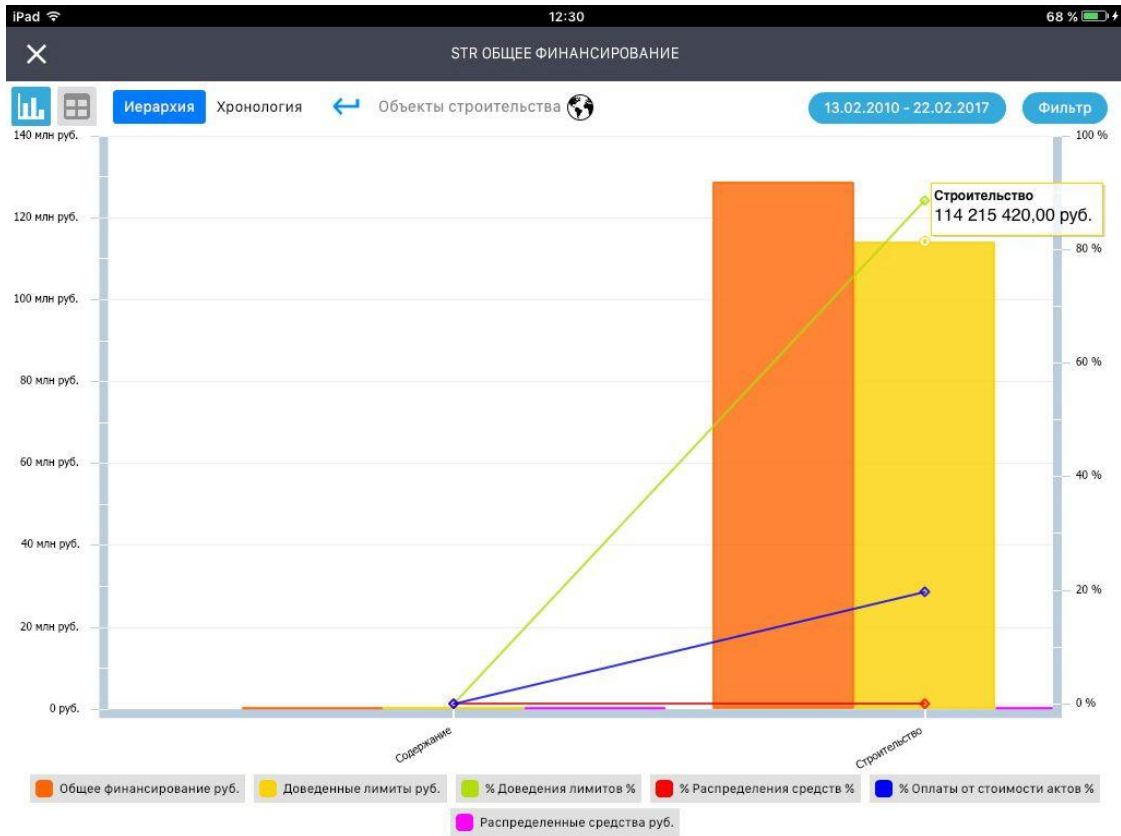 iPad 12:30 68 %
STR ОБЩЕЕ ФИНАНСИРОВАНИЕ
Иерархия Хронология Объекты строительства 13.02.2010 - 22.02.2017 Фильтр
140 млн руб. 100 %
Строительство
114 215 420,00 руб.
120 млн руб.
80 %
100 млн руб.
80 млн руб.
60 %
60 млн руб.
40 %
40 млн руб.
20 %
20 млн руб.
0 руб. 0 %
Содержание Строительство
Общее финансирование руб. Доведенные лимиты руб. % Доведения лимитов % % Распределения средств % % Оплаты от стоимости актов %
Распределенные средства руб.